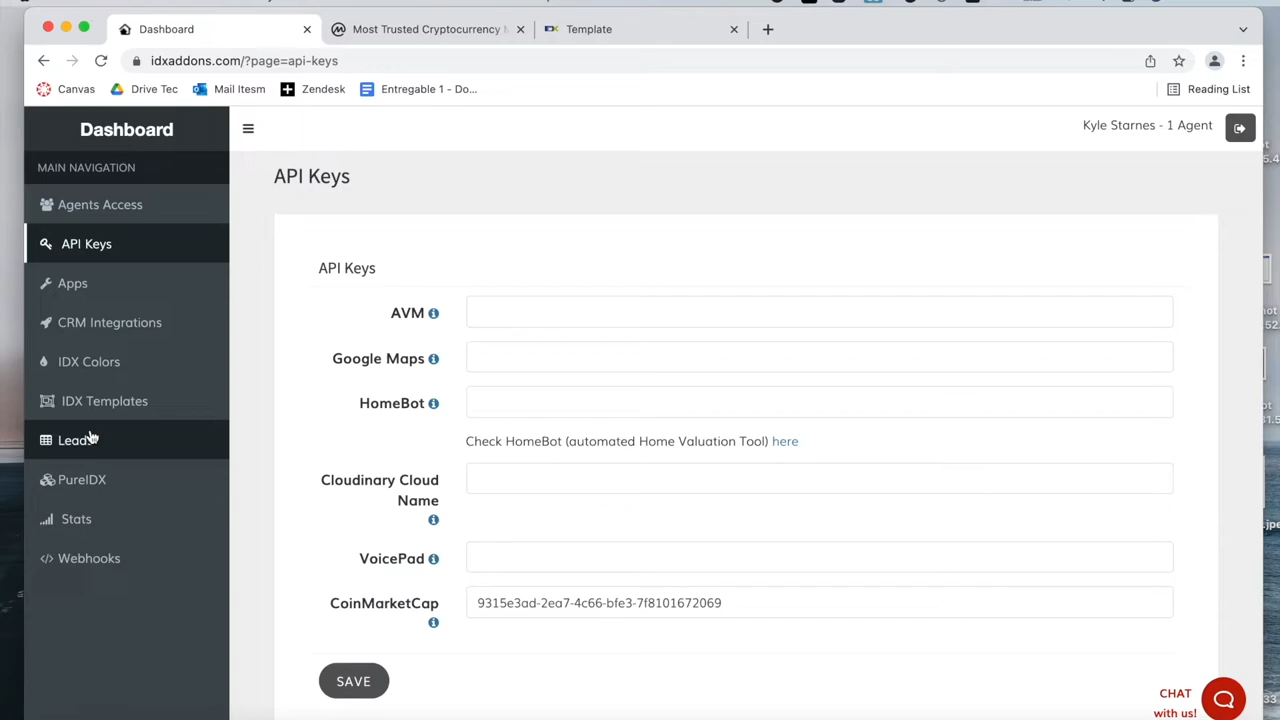 Dashboard
Most Trusted Cryptocurrency
Template
idxaddons.com/?page=api-keys
Canvas
Drive Tec
Mail Itesm
Zendesk
Entregable 1 - Do...
Reading List
Dashboard
Kyle Starnes - 1 Agent
MAIN NAVIGATION
Agents Access
API Keys
Apps
CRM Integrations
IDX Colors
IDX Templates
PureIDX
Stats
Webhooks
API Keys
API Keys
AVM
Google Maps
HomeBot
Check HomeBot (automated Home Valuation Tool) here
Cloudinary Cloud
Name
VoicePad
CoinMarketCap
9315e3ad-2ea7-4c66-bfe3-7f8101672069
SAVE
CHAT
with us!